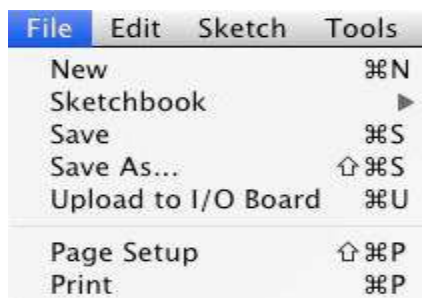 File Edit Sketch Tools
New ⌘N
Sketchbook ▶
Save ⌘S
Save As... ⇧⌘S
Upload to I/O Board ⌘U
Page Setup ⇧⌘P
Print ⌘P